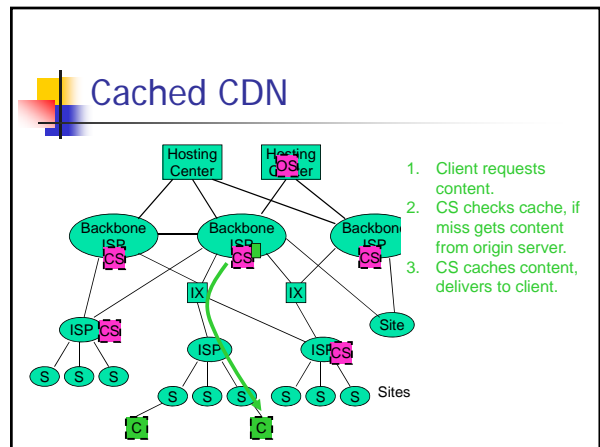 Cached CDN
Hosting
Center
Hosting
Center
OS
1. Client requests
content.
2. CS checks cache, if
miss gets content
from origin server.
3. CS caches content,
delivers to client.
Backbone
ISP
CS
Backbone
ISP
CS
Backbone
ISP
CS
IX
IX
Site
ISP
CS
ISP
ISP
CS
S
S
S
S
S
S
S
S
S
Sites
C
C